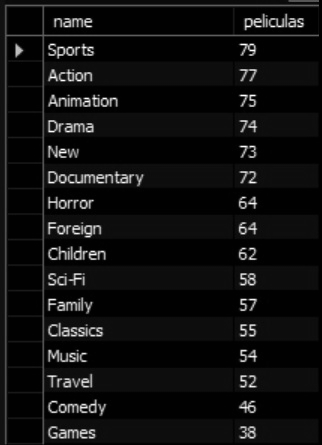 name peliculas
Sports 79
Action 77
Animation 75
Drama 74
New 73
Documentary 72
Horror 64
Foreign 64
Children 62
Sci-Fi 58
Family 57
Classics 55
Music 54
Travel 52
Comedy 46
Games 38